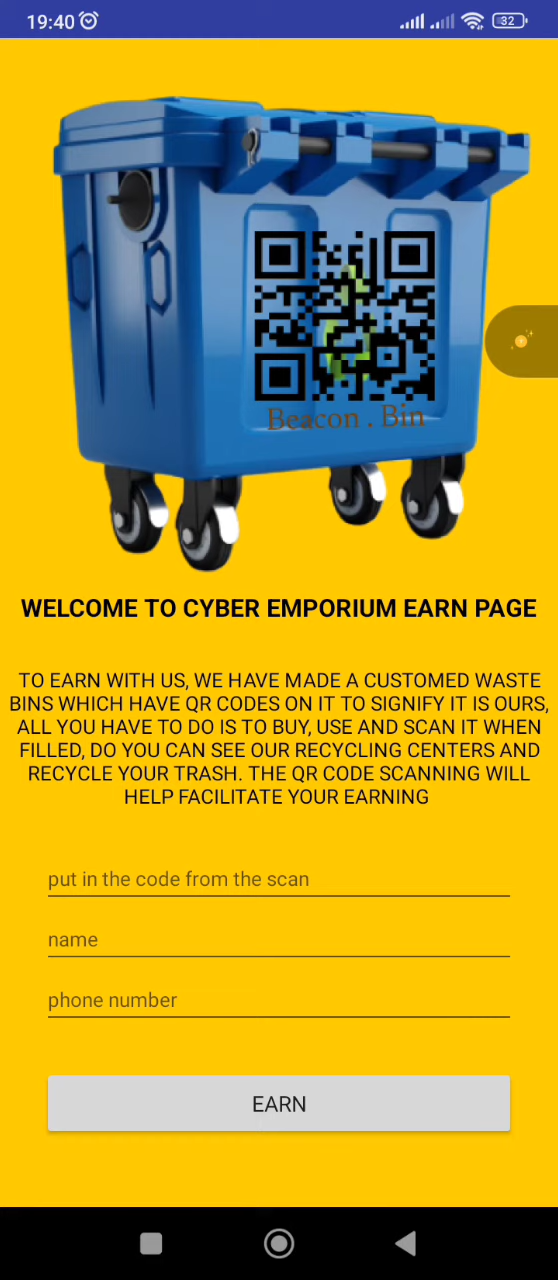 19:40
32
Beacon . Bin
WELCOME TO CYBER EMPORIUM EARN PAGE
TO EARN WITH US, WE HAVE MADE A CUSTOMED WASTE
BINS WHICH HAVE QR CODES ON IT TO SIGNIFY IT IS OURS,
ALL YOU HAVE TO DO IS TO BUY, USE AND SCAN IT WHEN
FILLED, DO YOU CAN SEE OUR RECYCLING CENTERS AND
RECYCLE YOUR TRASH. THE QR CODE SCANNING WILL
HELP FACILITATE YOUR EARNING
put in the code from the scan
name
phone number
EARN